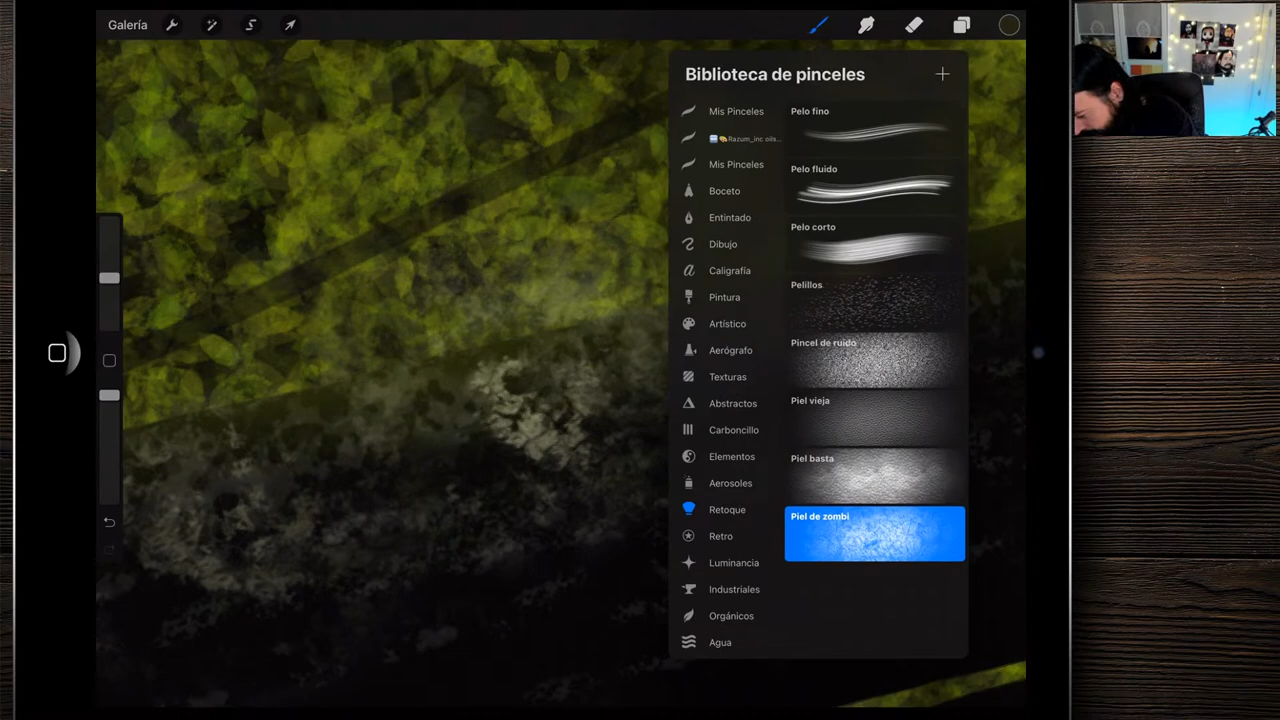 Galería
Biblioteca de pinceles
Mis Pinceles
Razum_inc oils...
Mis Pinceles
Boceto
Entintado
Dibujo
Caligrafía
Pintura
Artístico
Aerógrafo
Texturas
Abstractos
Carboncillo
Elementos
Aerosoles
Retoque
Retro
Luminancia
Industriales
Orgánicos
Agua
Pelo fino
Pelo fluido
Pelo corto
Pelillos
Pincel de ruido
Piel vieja
Piel basta
Piel de zombi